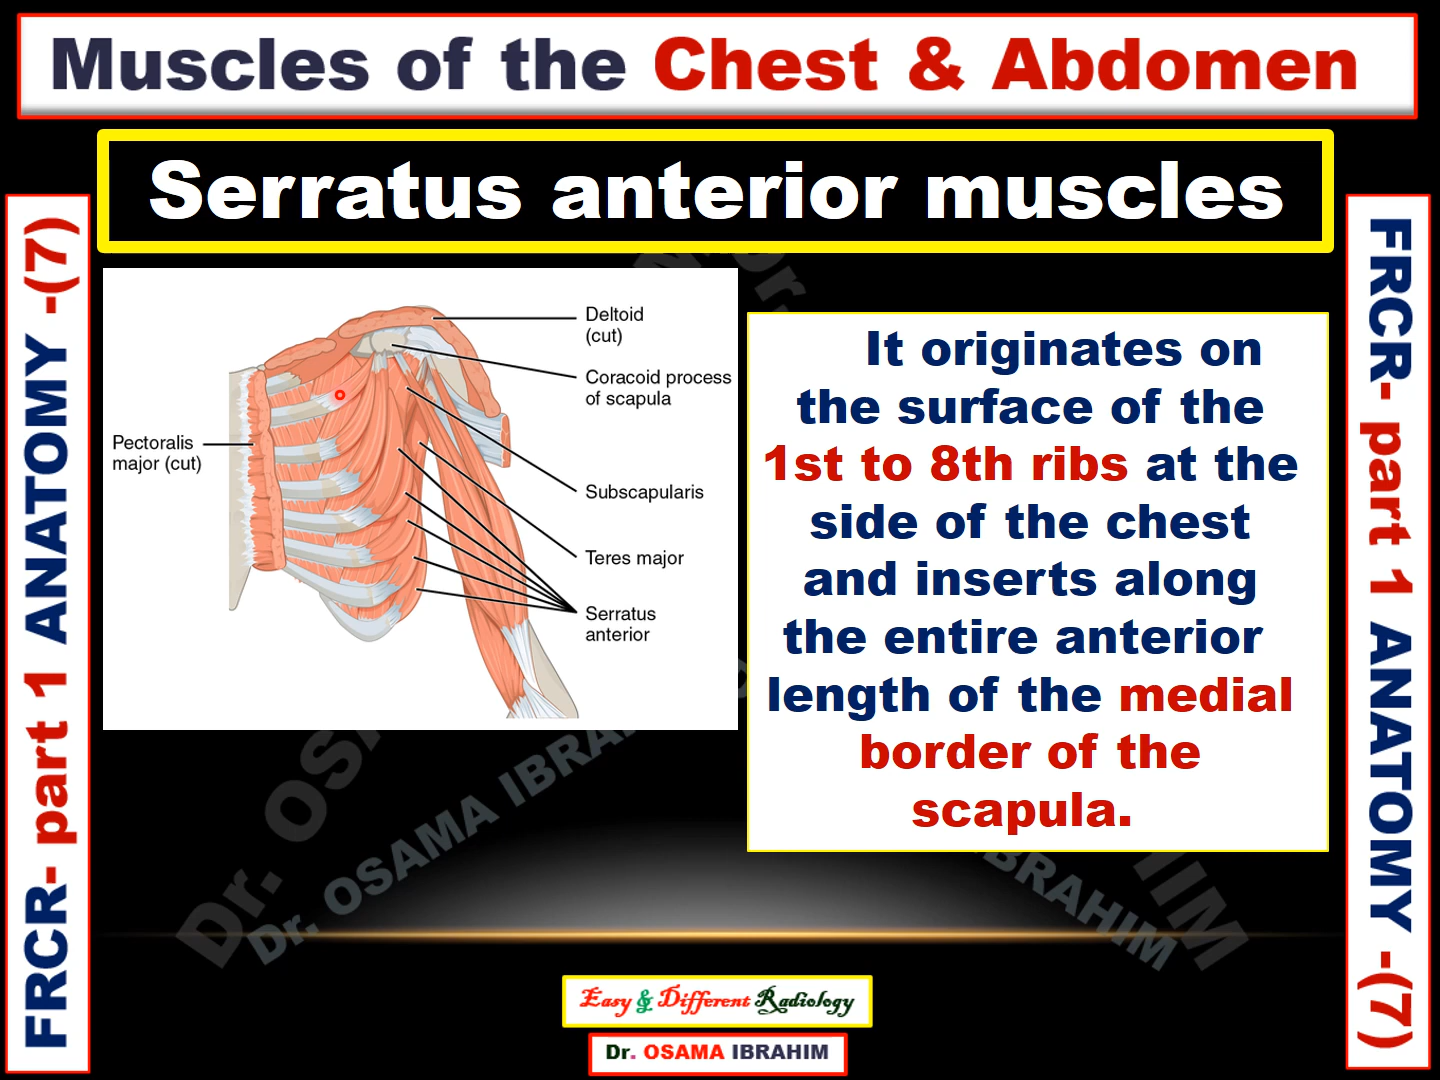 Muscles of the Chest & Abdomen
Serratus anterior muscles
FRCR- part 1 ANATOMY -(7)
Deltoid
(cut)
Coracoid process
of scapula
Pectoralis
major (cut)
Subscapularis
Teres major
Serratus
anterior
It originates on
the surface of the
1st to 8th ribs at the
side of the chest
and inserts along
the entire anterior
length of the medial
border of the
scapula.
FRCR- part 1 ANATOMY -(7)
Dr. OSAMA IBRAHIM
Easy & Different Radiology
Dr. OSAMA IBRAHIM